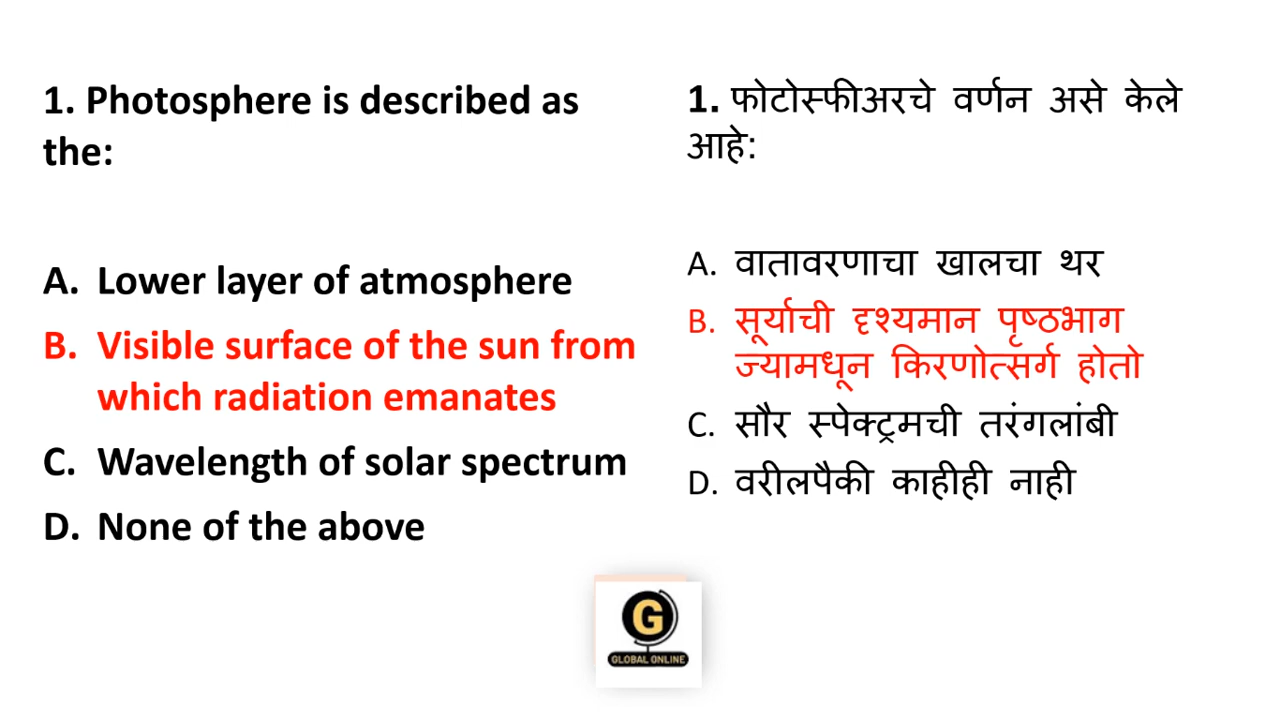 1. Photosphere is described as
the:
A. Lower layer of atmosphere
B. Visible surface of the sun from
which radiation emanates
C. Wavelength of solar spectrum
D. None of the above
1. फोटोस्फीअरचे वर्णन असे केले
आहे:
A. वातावरणाचा खालचा थर
B. सूर्याची दृश्यमान पृष्ठभाग
ज्यामधून किरणोत्सर्ग होतो
C. सौर स्पेक्ट्रमची तरंगलांबी
D. वरीलपैकी काहीही नाही
G
GLOBAL ONLINE